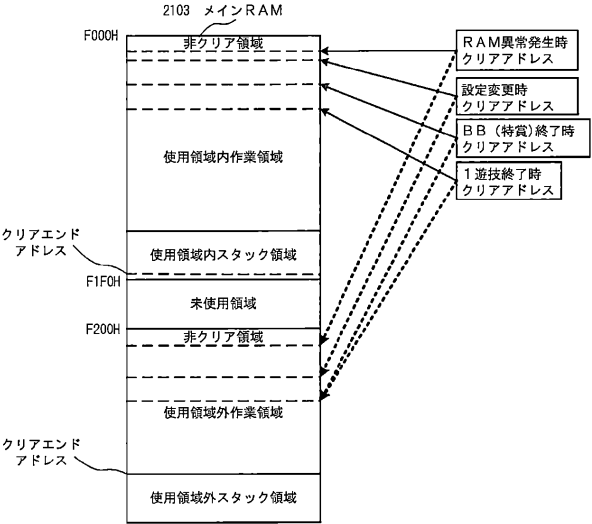 2103 メインRAM
F000H
非クリア領域
RAM異常発生時
クリアアドレス
設定変更時
クリアアドレス
BB(特賞)終了時
クリアアドレス
使用領域内作業領域
1遊技終了時
クリアアドレス
クリアエンド
アドレス
使用領域内スタック領域
F1F0H
未使用領域
F200H
非クリア領域
使用領域外作業領域
クリアエンド
アドレス
使用領域外スタック領域